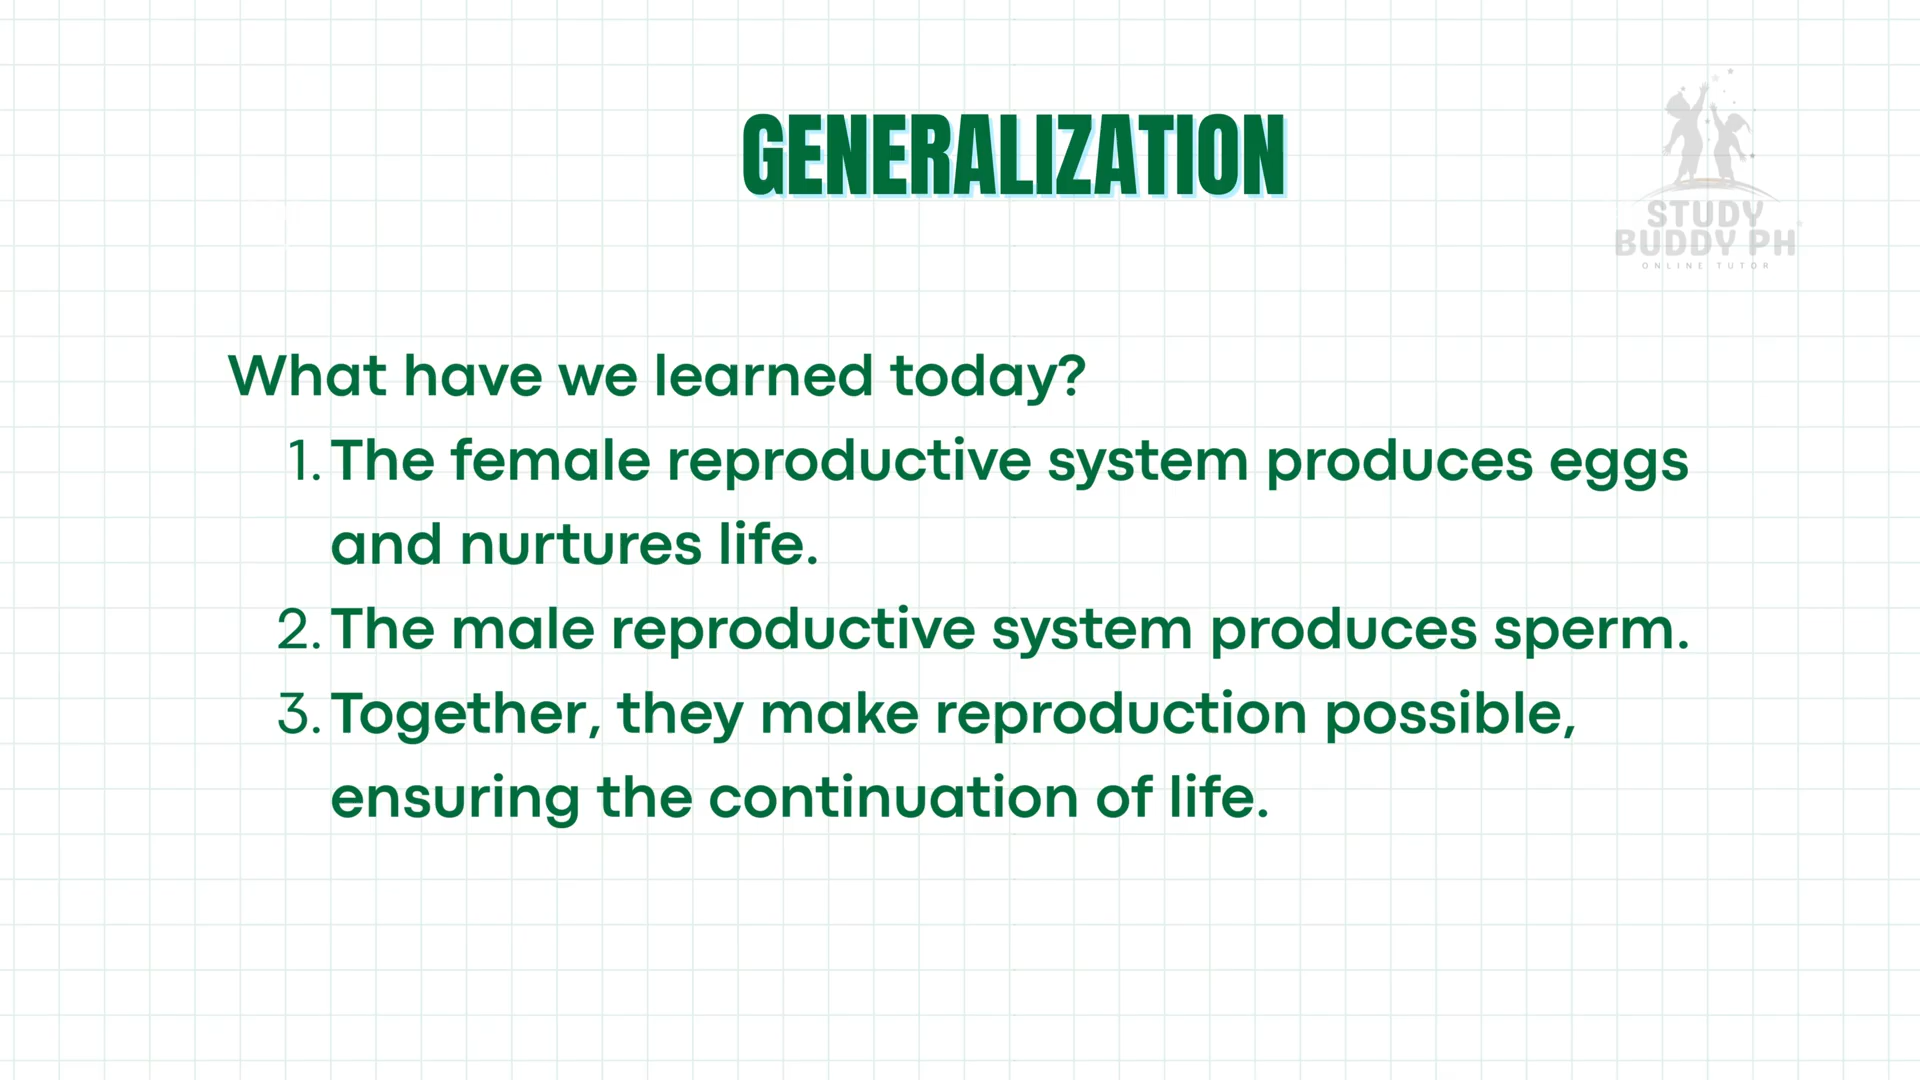 GENERALIZATION
STUDY
BUDDY PH
ONLINE TUTOR
What have we learned today?
1. The female reproductive system produces eggs
and nurtures life.
2. The male reproductive system produces sperm.
3. Together, they make reproduction possible,
ensuring the continuation of life.